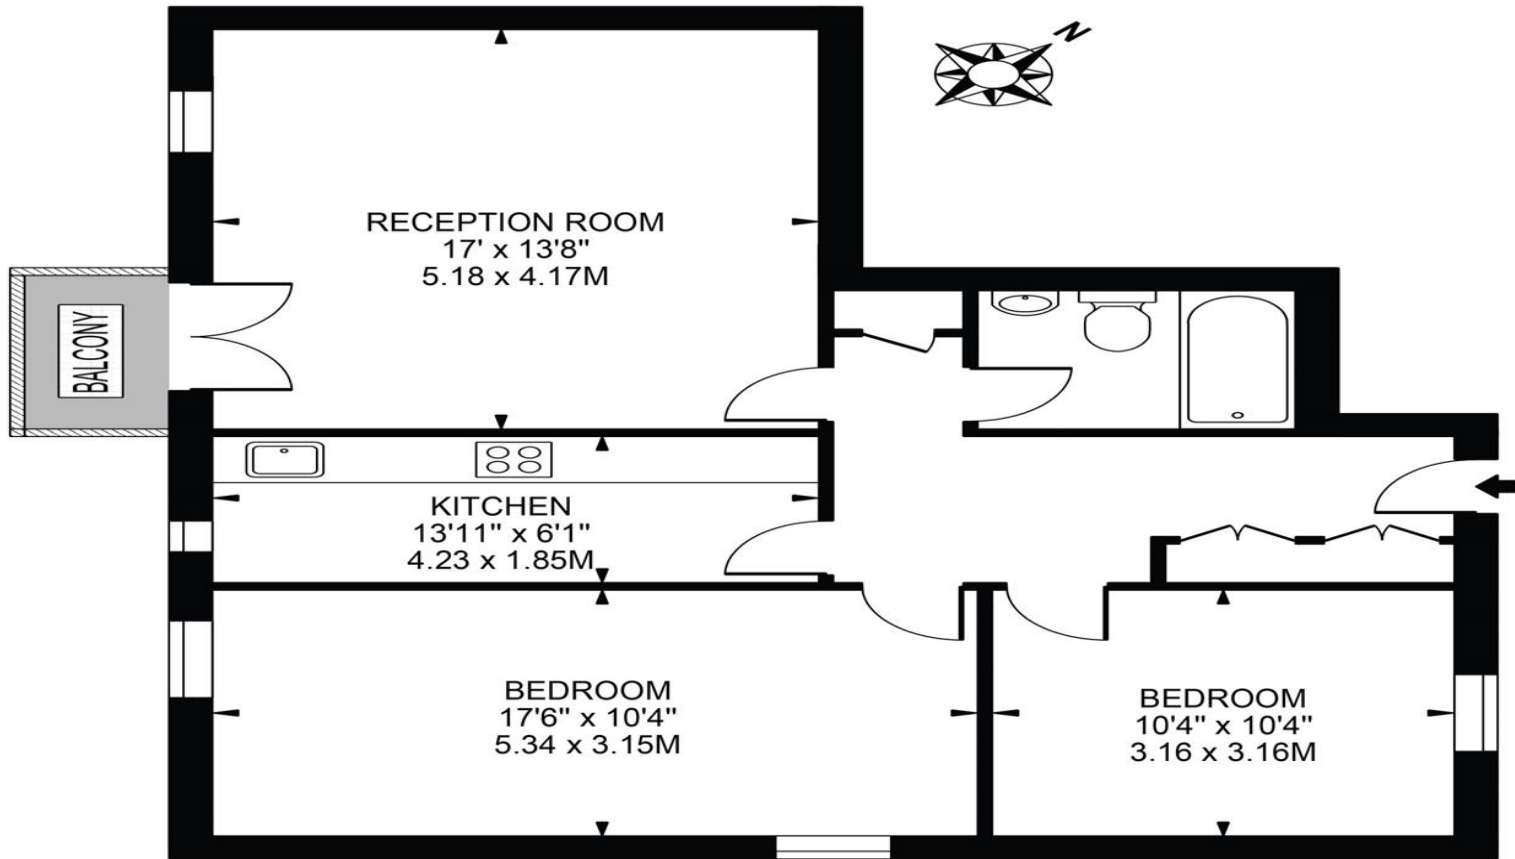 N
RECEPTION ROOM
17' x 13'8"
5.18 x 4.17M
BALCONY
KITCHEN
13'11" x 6'1"
4.23 x 1.85M
BEDROOM
17'6" x 10'4"
5.34 x 3.15M
BEDROOM
10'4" x 10'4"
3.16 x 3.16M